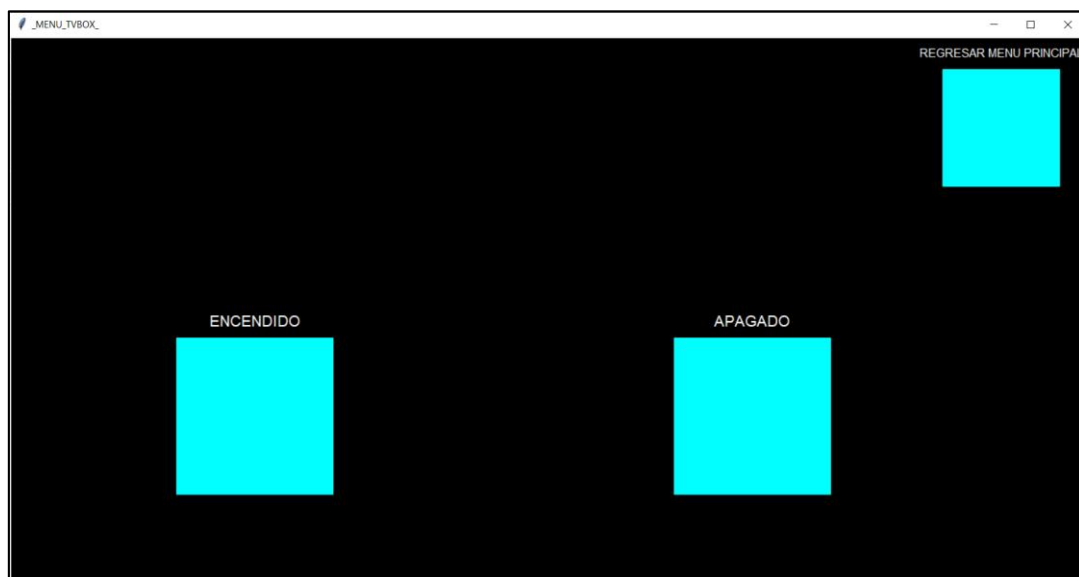 _MENU_TVBOX_
REGRESAR MENU PRINCIPAL
ENCENDIDO
APAGADO